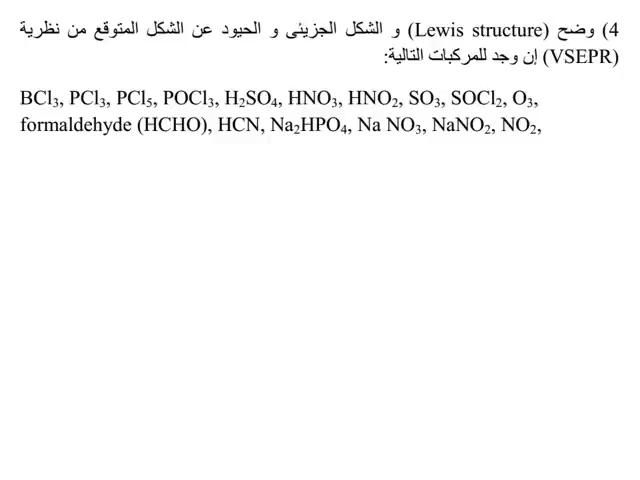 4) وضح (Lewis structure) و الشكل الجزيئى و الحيود عن الشكل المتوقع من نظرية
(VSEPR) إن وجد للمركبات التالية:
BCl₃, PCl₃, PCl₅, POCl₃, H₂SO₄, HNO₃, HNO₂, SO₃, SOCl₂, O₃,
formaldehyde (HCHO), HCN, Na₂HPO₄, Na NO₃, NaNO₂, NO₂,